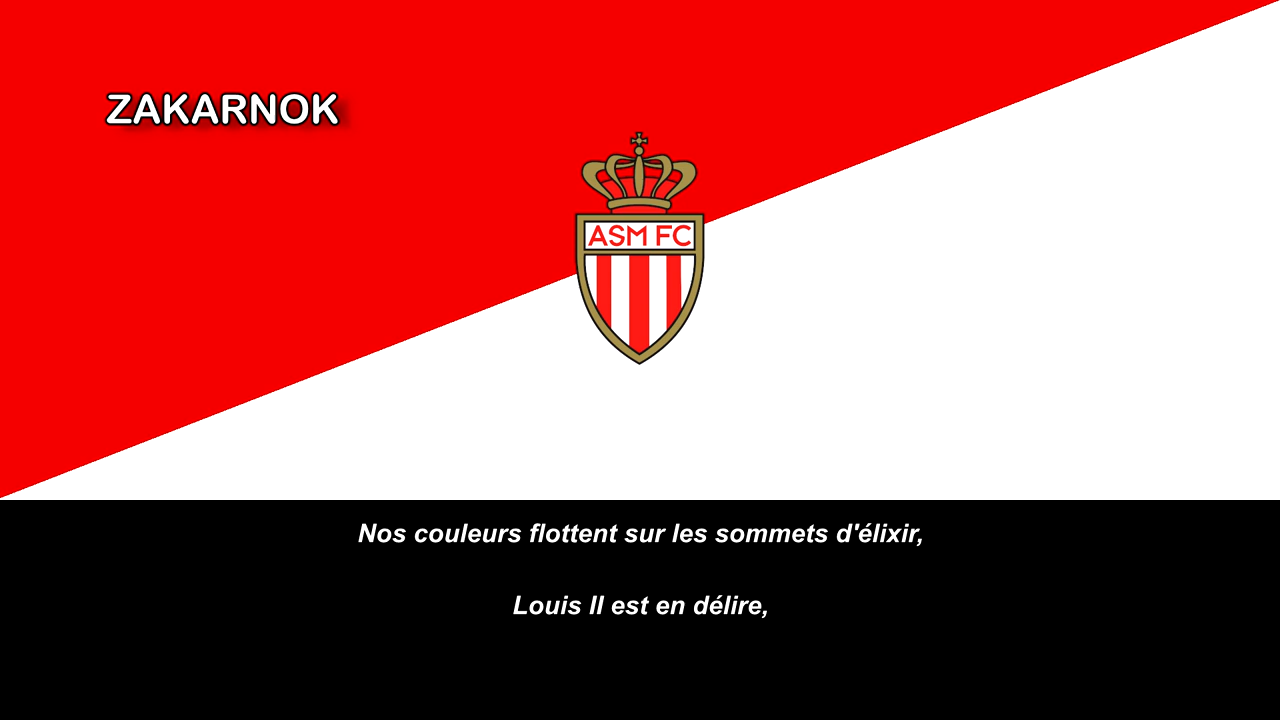 ZAKARNOK
ASM FC
Nos couleurs flottent sur les sommets d'élixir,
Louis II est en délire,